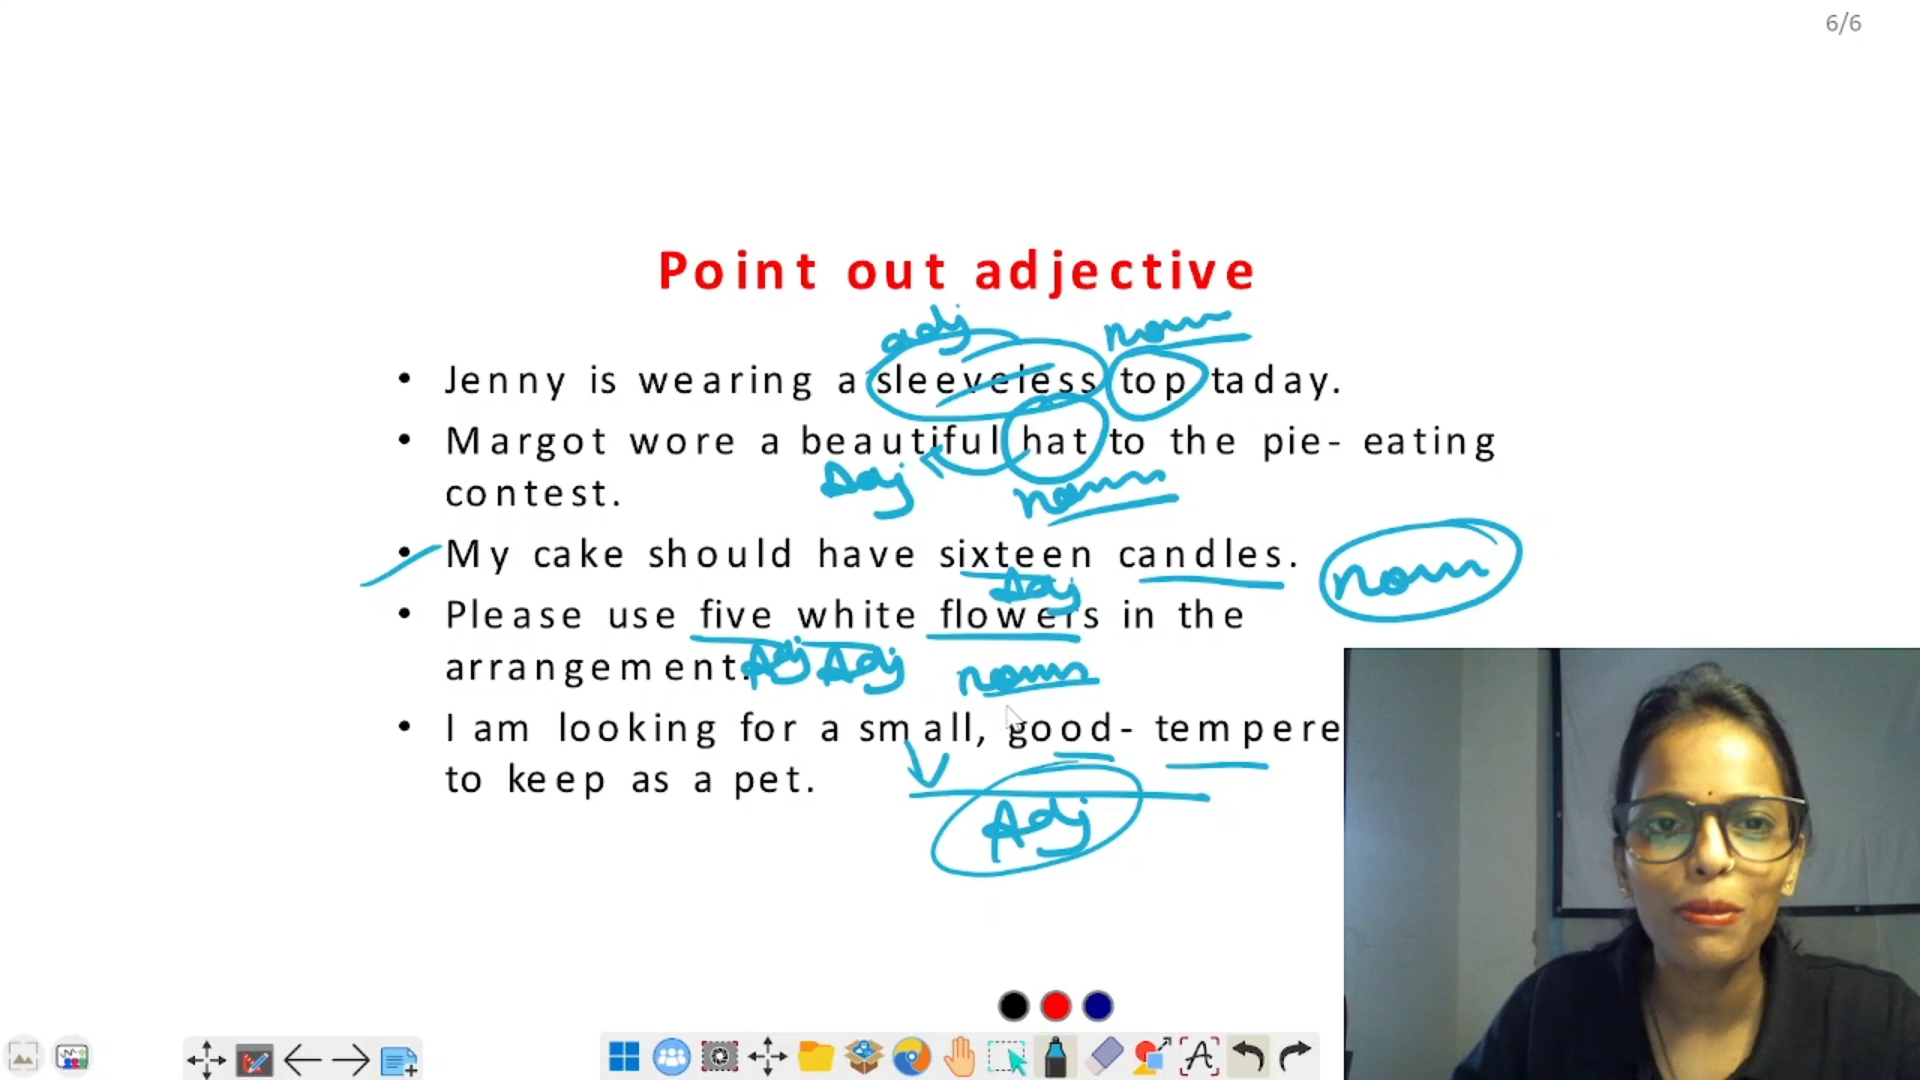 6/6
Point out adjective
adj noun
• Jenny is wearing a sleeveless top taday.
• Margot wore a beautiful hat to the pie- eating
contest. Adj noun
• My cake should have sixteen candles. noun
Adj
• Please use five white flowers in the
arrangement. Adj Adj noun
• I am looking for a small, good- tempere
to keep as a pet.
Adj